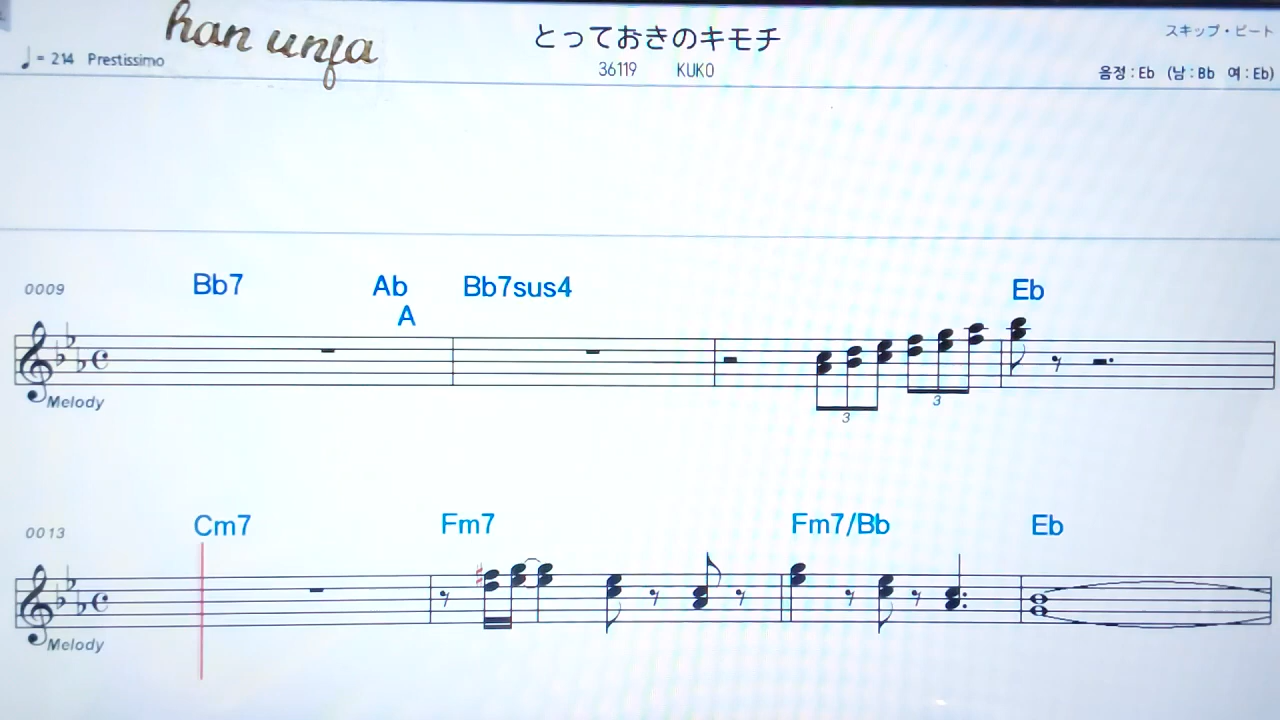 han unfa
とっておきのキモチ
スキップ・ビート
♩= 214 Prestissimo
36119 KUKO
음정 : Eb (남 : Bb 여 : Eb)
0009 Bb7 Ab Bb7sus4 Eb
A
Melody
3 3
0013 Cm7 Fm7 Fm7/Bb Eb
Melody